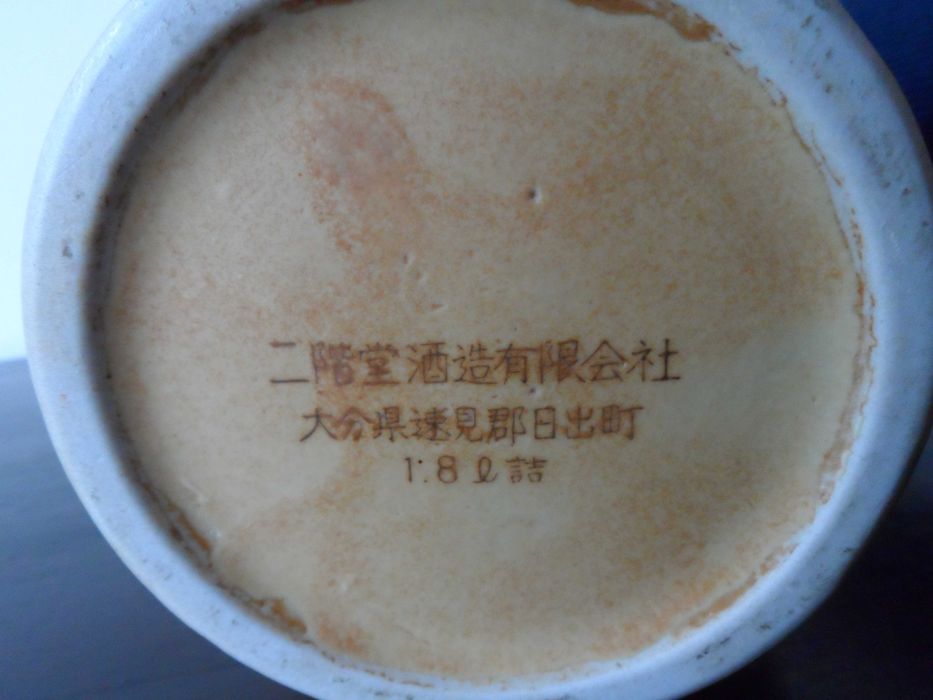 二階堂酒造有限会社
大分県速見郡日出町
1.8ℓ詰